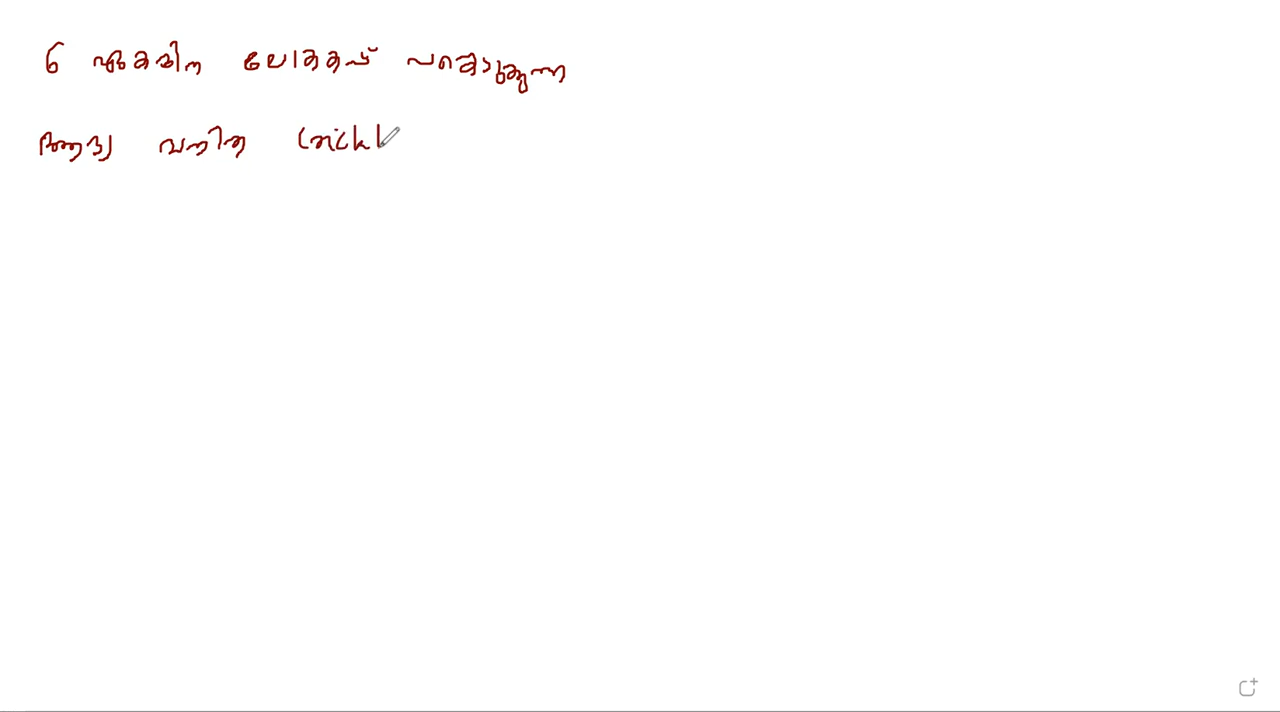 6 ഏകദിന ലോകകപ്പ് പങ്കെടുക്കുന്ന
ആദ്യ വനിത Crick